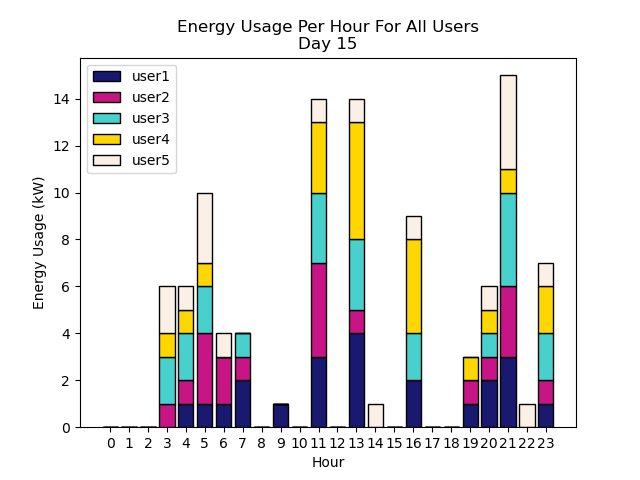 Energy Usage Per Hour For All Users
Day 15
user1
user2
user3
user4
user5
Energy Usage (kW)
14
12
10
8
6
4
2
0
0 1 2 3 4 5 6 7 8 9 10 11 12 13 14 15 16 17 18 19 20 21 22 23
Hour